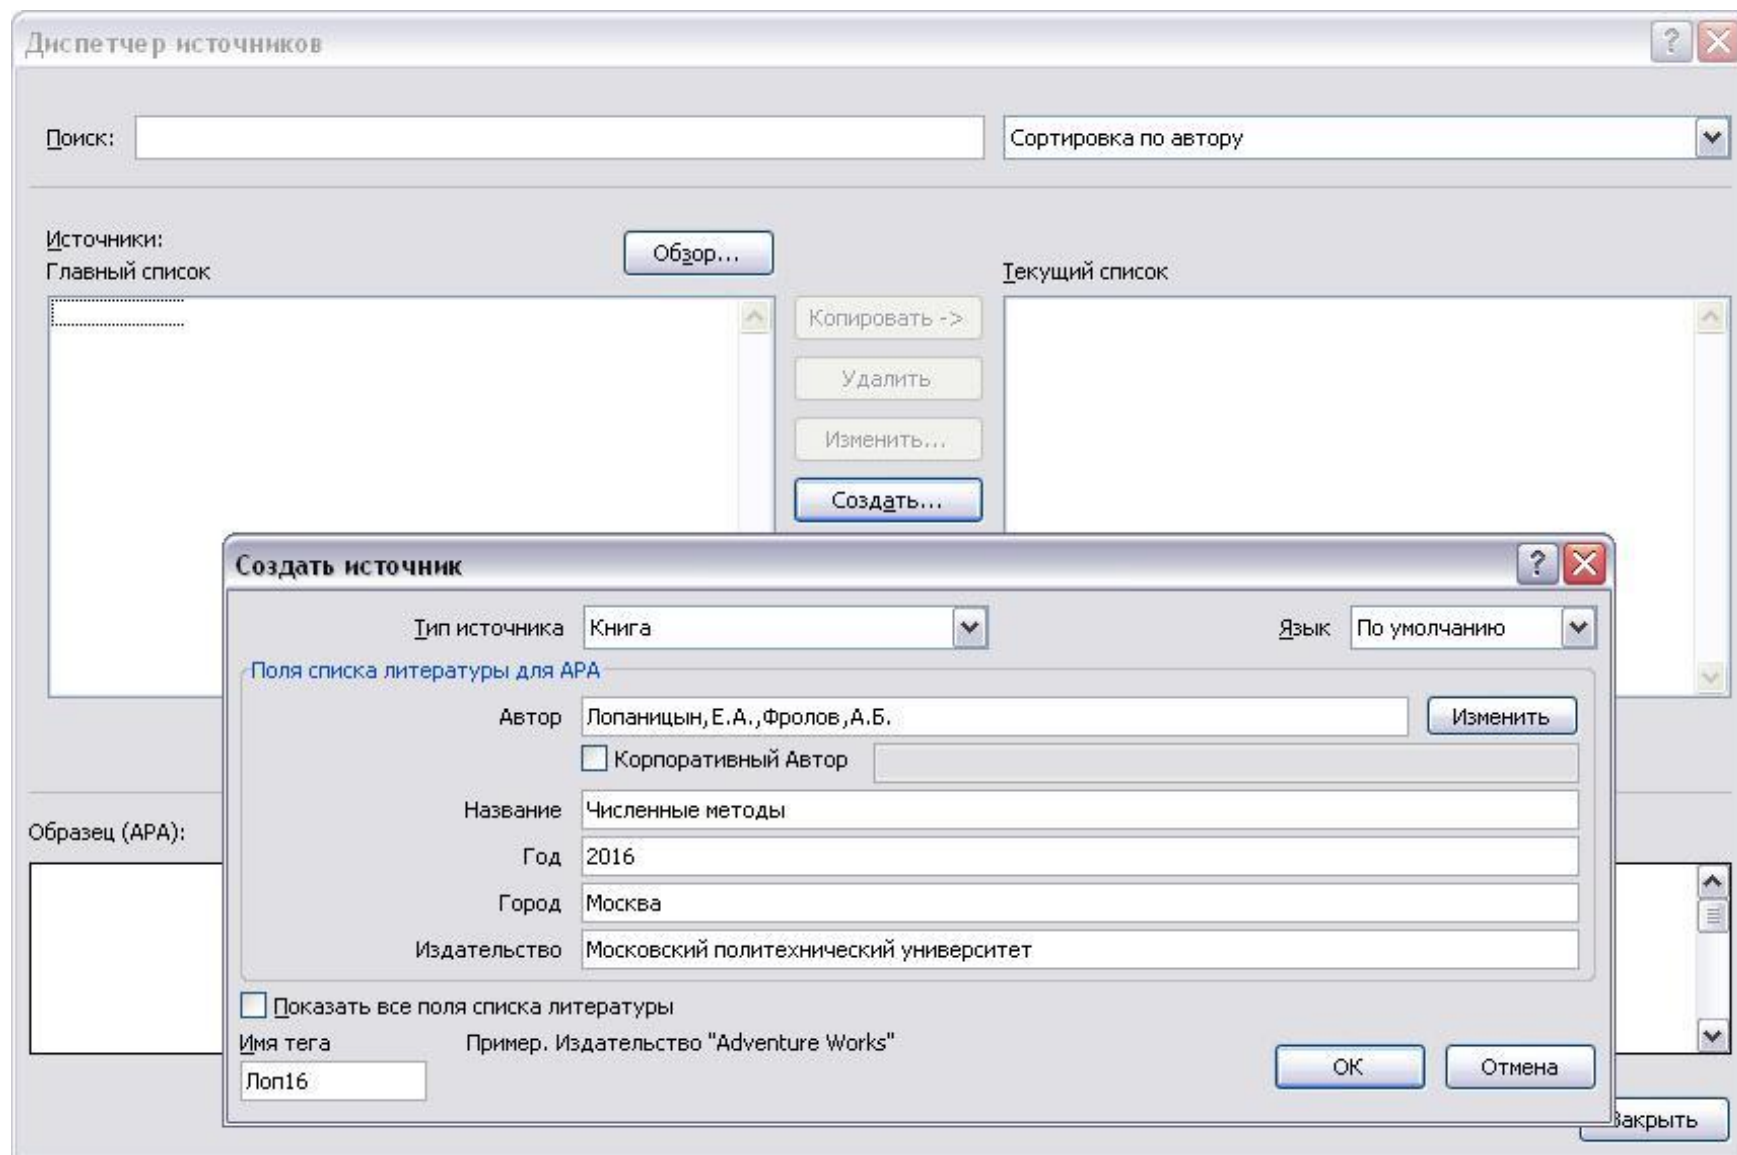 Диспетчер источников
Поиск:
Сортировка по автору
Источники:
Обзор...
Главный список
Текущий список
Копировать ->
Удалить
Изменить...
Создать...
Создать источник
Тип источника Книга Язык По умолчанию
Поля списка литературы для APA
Автор Лопаницын,Е.А.,Фролов,А.Б. Изменить
Корпоративный Автор
Название Численные методы
Образец (APA):
Год 2016
Город Москва
Издательство Московский политехнический университет
Показать все поля списка литературы
Имя тега Пример. Издательство "Adventure Works"
Лоп16
ОК Отмена
Закрыть